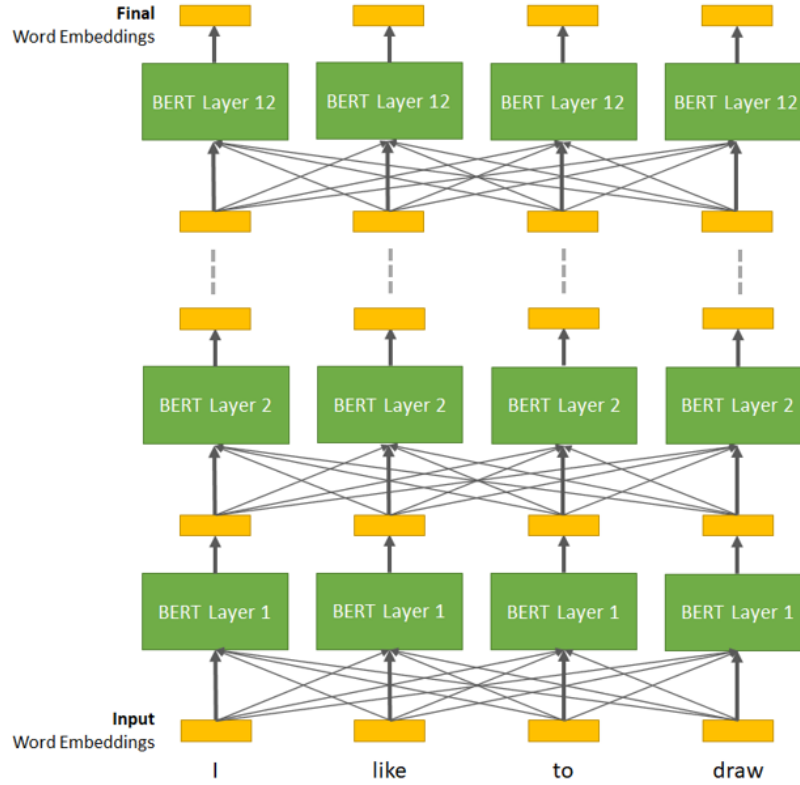 Final
Word Embeddings
BERT Layer 12 BERT Layer 12 BERT Layer 12 BERT Layer 12
BERT Layer 2 BERT Layer 2 BERT Layer 2 BERT Layer 2
BERT Layer 1 BERT Layer 1 BERT Layer 1 BERT Layer 1
Input
Word Embeddings
I like to draw